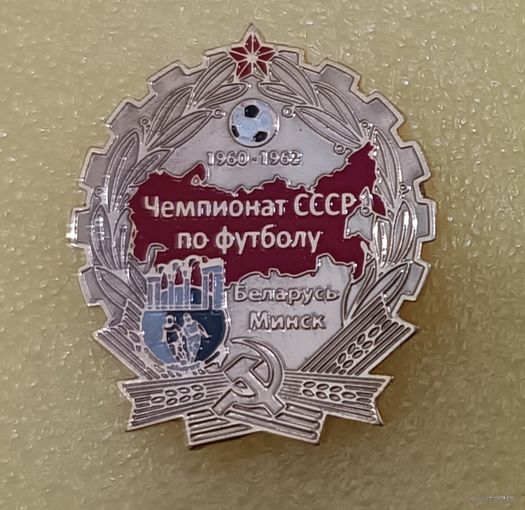 1960-1962
Чемпионат СССР
по футболу
Беларусь
Минск